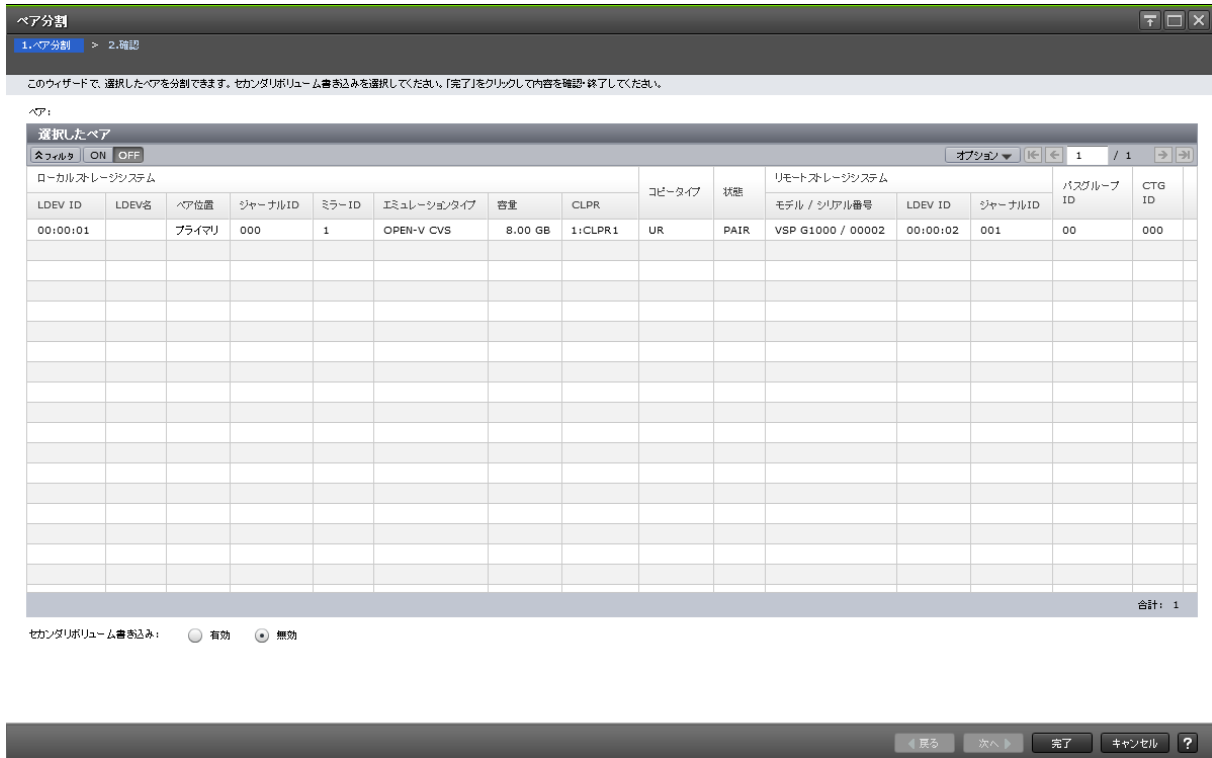 ペア分割
1.ペア分割 > 2.確認
このウィザードで、選択したペアを分割できます。セカンダリボリューム書き込みを選択してください。「完了」をクリックして内容を確認・終了してください。
ペア:
選択したペア
フィルタ ON OFF オプション 1 / 1
ローカルストレージシステム コピータイプ 状態 リモートストレージシステム パスグループID CTG ID
LDEV ID LDEV名 ペア位置 ジャーナルID ミラーID エミュレーションタイプ 容量 CLPR モデル / シリアル番号 LDEV ID ジャーナルID
00:00:01 プライマリ 000 1 OPEN-V CVS 8.00 GB 1:CLPR1 UR PAIR VSP G1000 / 00002 00:00:02 001 00 000
合計: 1
セカンダリボリューム書き込み: 有効 無効
戻る 次へ 完了 キャンセル ?